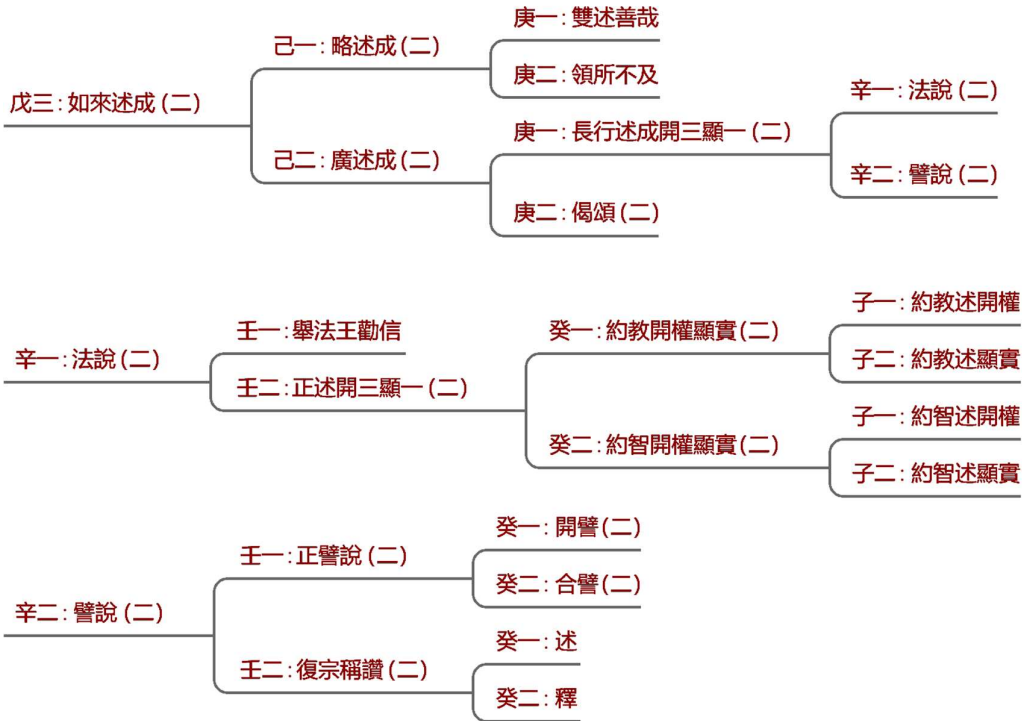 戊三：如來述成 (二)
己一：略述成 (二)
庚一：雙述善哉
庚二：領所不及
己二：廣述成 (二)
庚一：長行述成開三顯一 (二)
辛一：法說 (二)
辛二：譬說 (二)
庚二：偈頌 (二)
辛一：法說 (二)
壬一：舉法王勸信
壬二：正述開三顯一 (二)
癸一：約教開權顯實(二)
子一：約教述開權
子二：約教述顯實
癸二：約智開權顯實(二)
子一：約智述開權
子二：約智述顯實
辛二：譬說 (二)
壬一：正譬說 (二)
癸一：開譬(二)
癸二：合譬(二)
壬二：復宗稱讚 (二)
癸一：述
癸二：釋